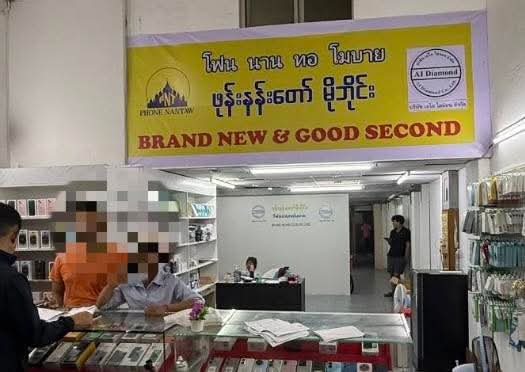 โฟน นาน ทอ โมบาย
ဖုန်းနန်းတော် မိုဘိုင်း
BRAND NEW & GOOD SECOND
PHONE NANTAW
AJ Diamond